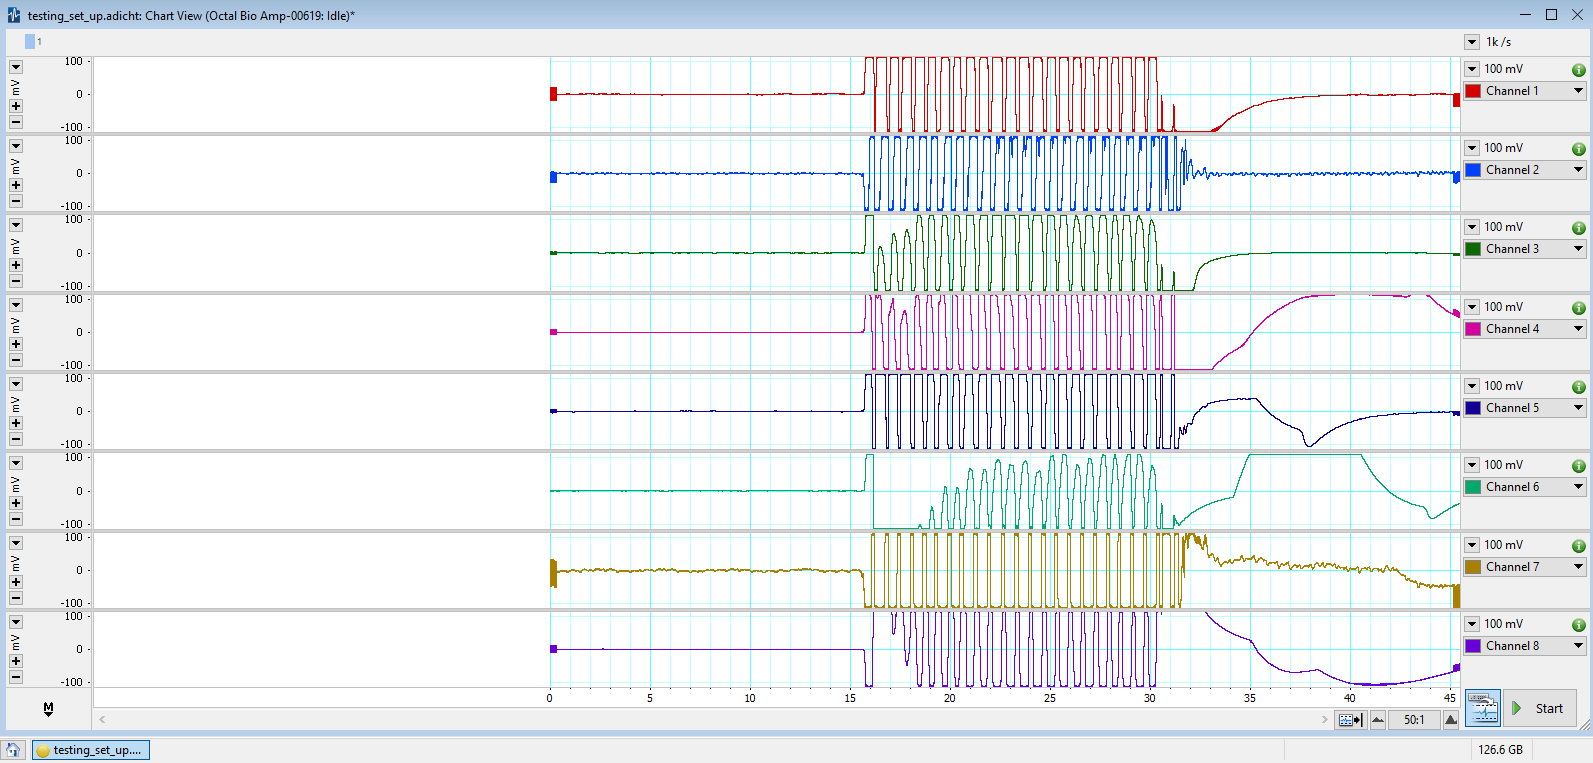 testing_set_up.adicht: Chart View (Octal Bio Amp-00619: Idle)*
1
1k /s
100
0
-100
mV
100 mV
Channel 1
100
0
-100
mV
100 mV
Channel 2
100
0
-100
mV
100 mV
Channel 3
100
0
-100
mV
100 mV
Channel 4
100
0
-100
mV
100 mV
Channel 5
100
0
-100
mV
100 mV
Channel 6
100
0
-100
mV
100 mV
Channel 7
100
0
-100
mV
100 mV
Channel 8
0 5 10 15 20 25 30 35 40 45
M
50:1
Start
testing_set_up....
126.6 GB